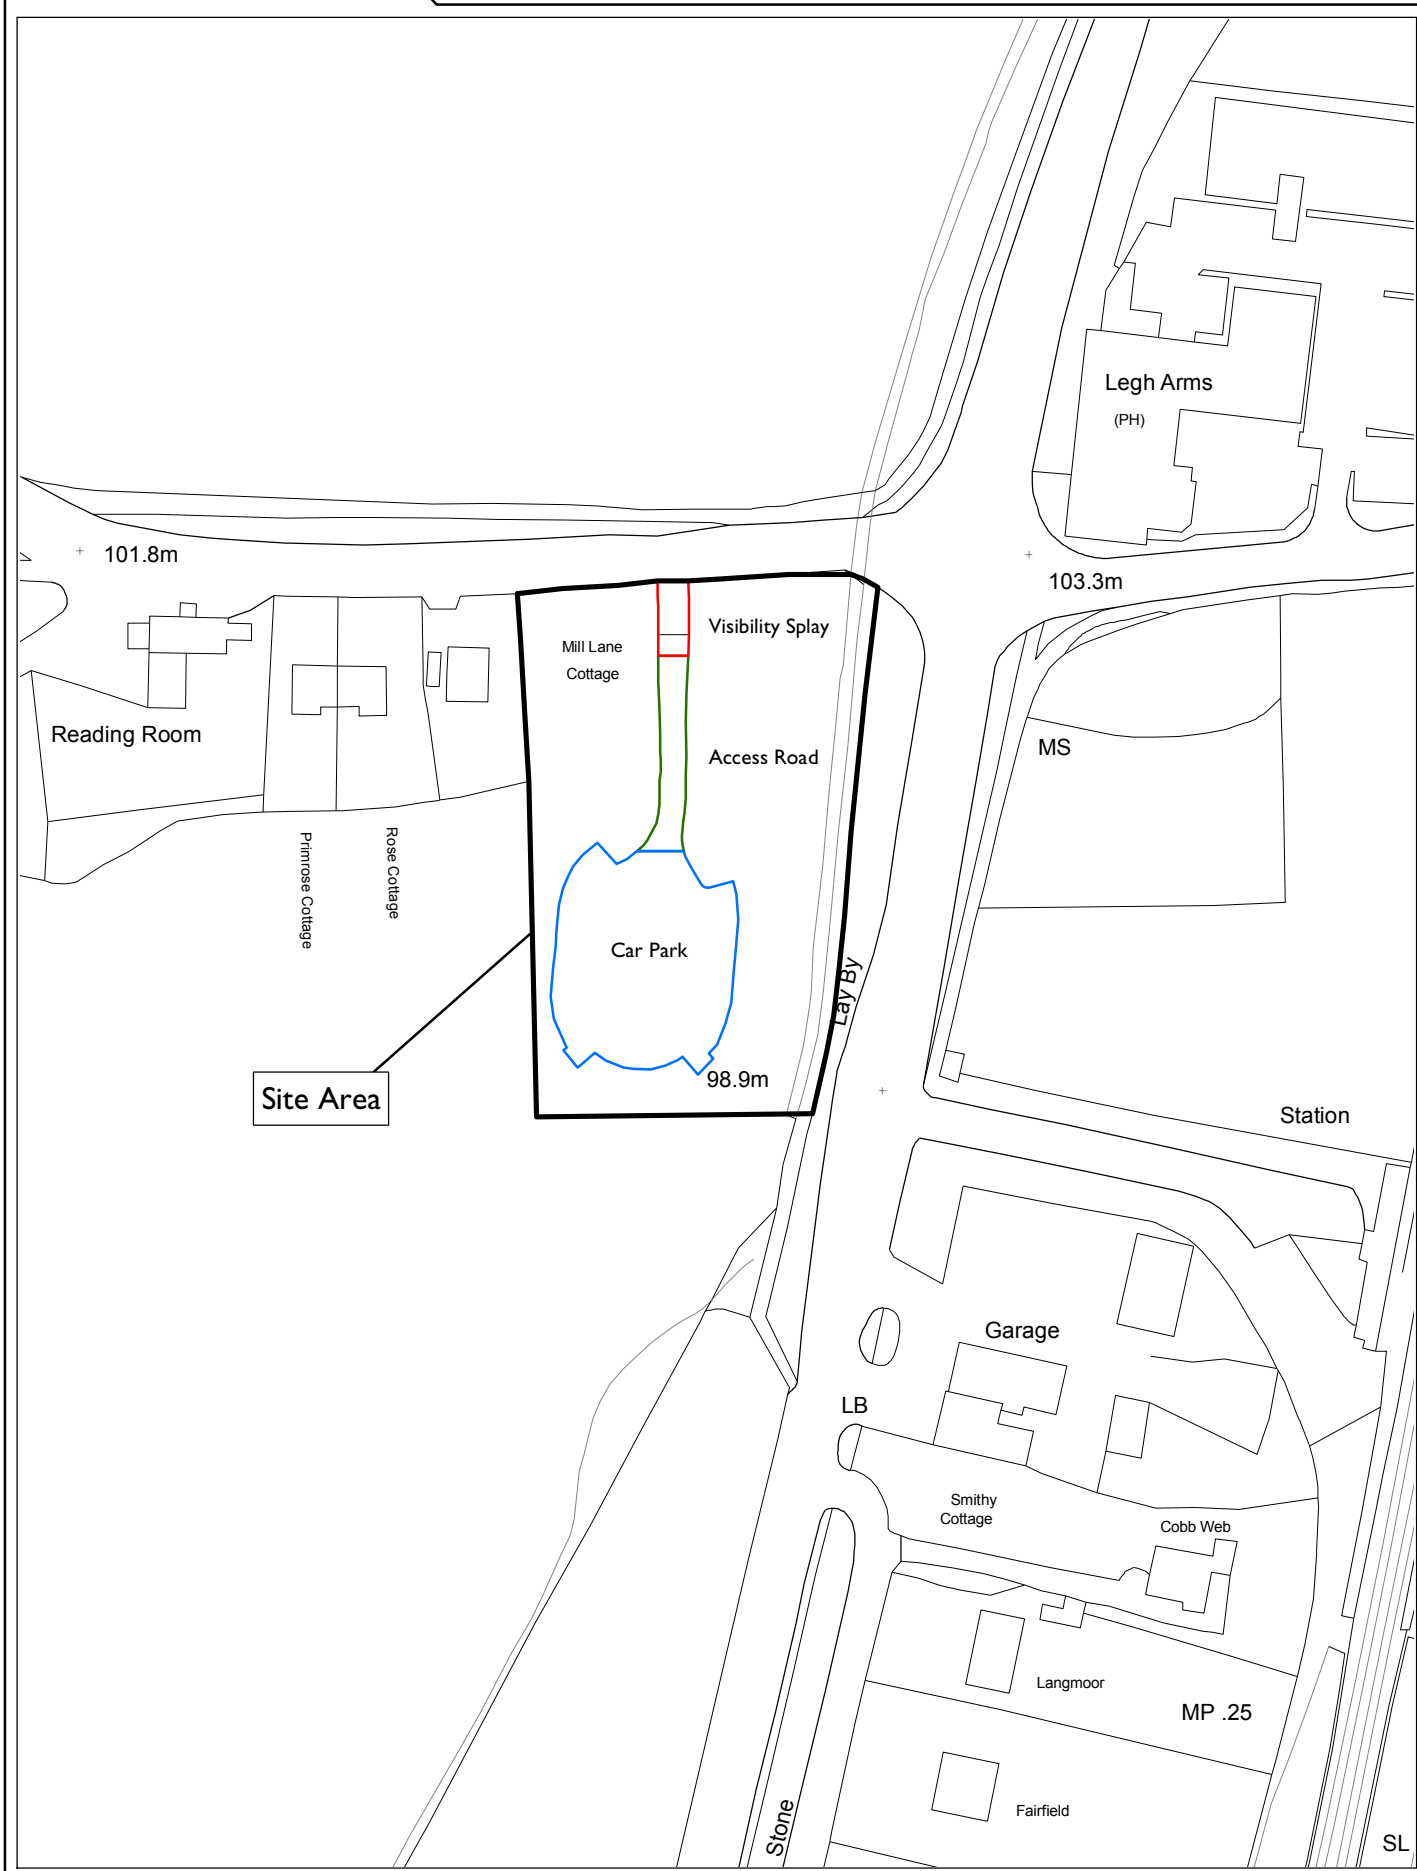 Legh Arms
(PH)
101.8m
103.3m
Visibility Splay
Mill Lane
Cottage
Reading Room
MS
Access Road
Primrose Cottage
Rose Cottage
Car Park
Lay By
98.9m
Site Area
Station
Garage
LB
Smithy
Cottage
Cobb Web
Langmoor
MP .25
Fairfield
Stone
SL